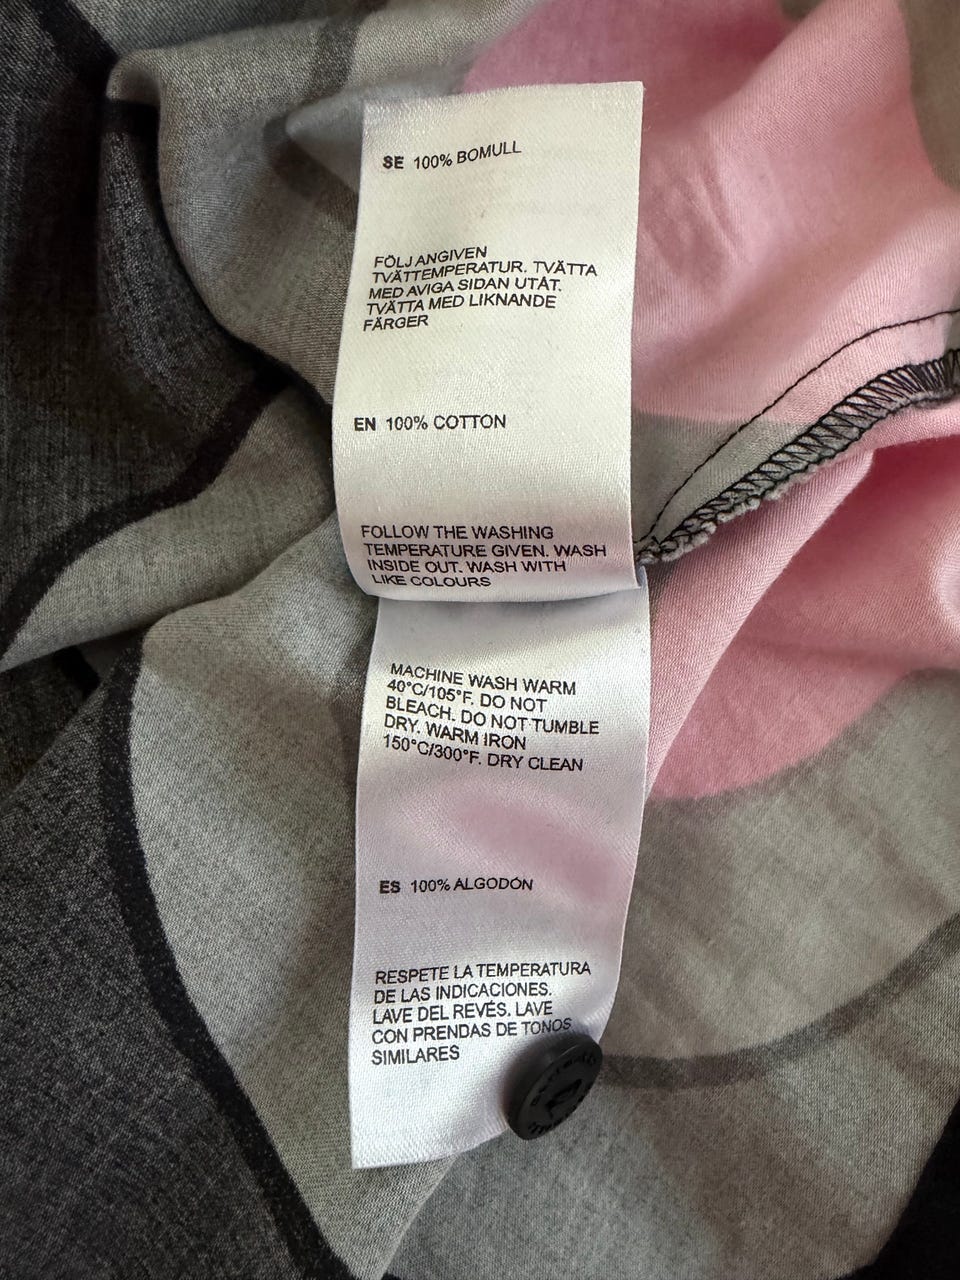 SE 100% BOMULL
FÖLJ ANGIVEN
TVÄTTEMPERATUR. TVÄTTA
MED AVIGA SIDAN UTÅT.
TVÄTTA MED LIKNANDE
FÄRGER
EN 100% COTTON
FOLLOW THE WASHING
TEMPERATURE GIVEN. WASH
INSIDE OUT. WASH WITH
LIKE COLOURS
MACHINE WASH WARM
40°C/105°F. DO NOT
BLEACH. DO NOT TUMBLE
DRY. WARM IRON
150°C/300°F. DRY CLEAN
ES 100% ALGODÓN
RESPETE LA TEMPERATURA
DE LAS INDICACIONES.
LAVE DEL REVÉS. LAVE
CON PRENDAS DE TONOS
SIMILARES